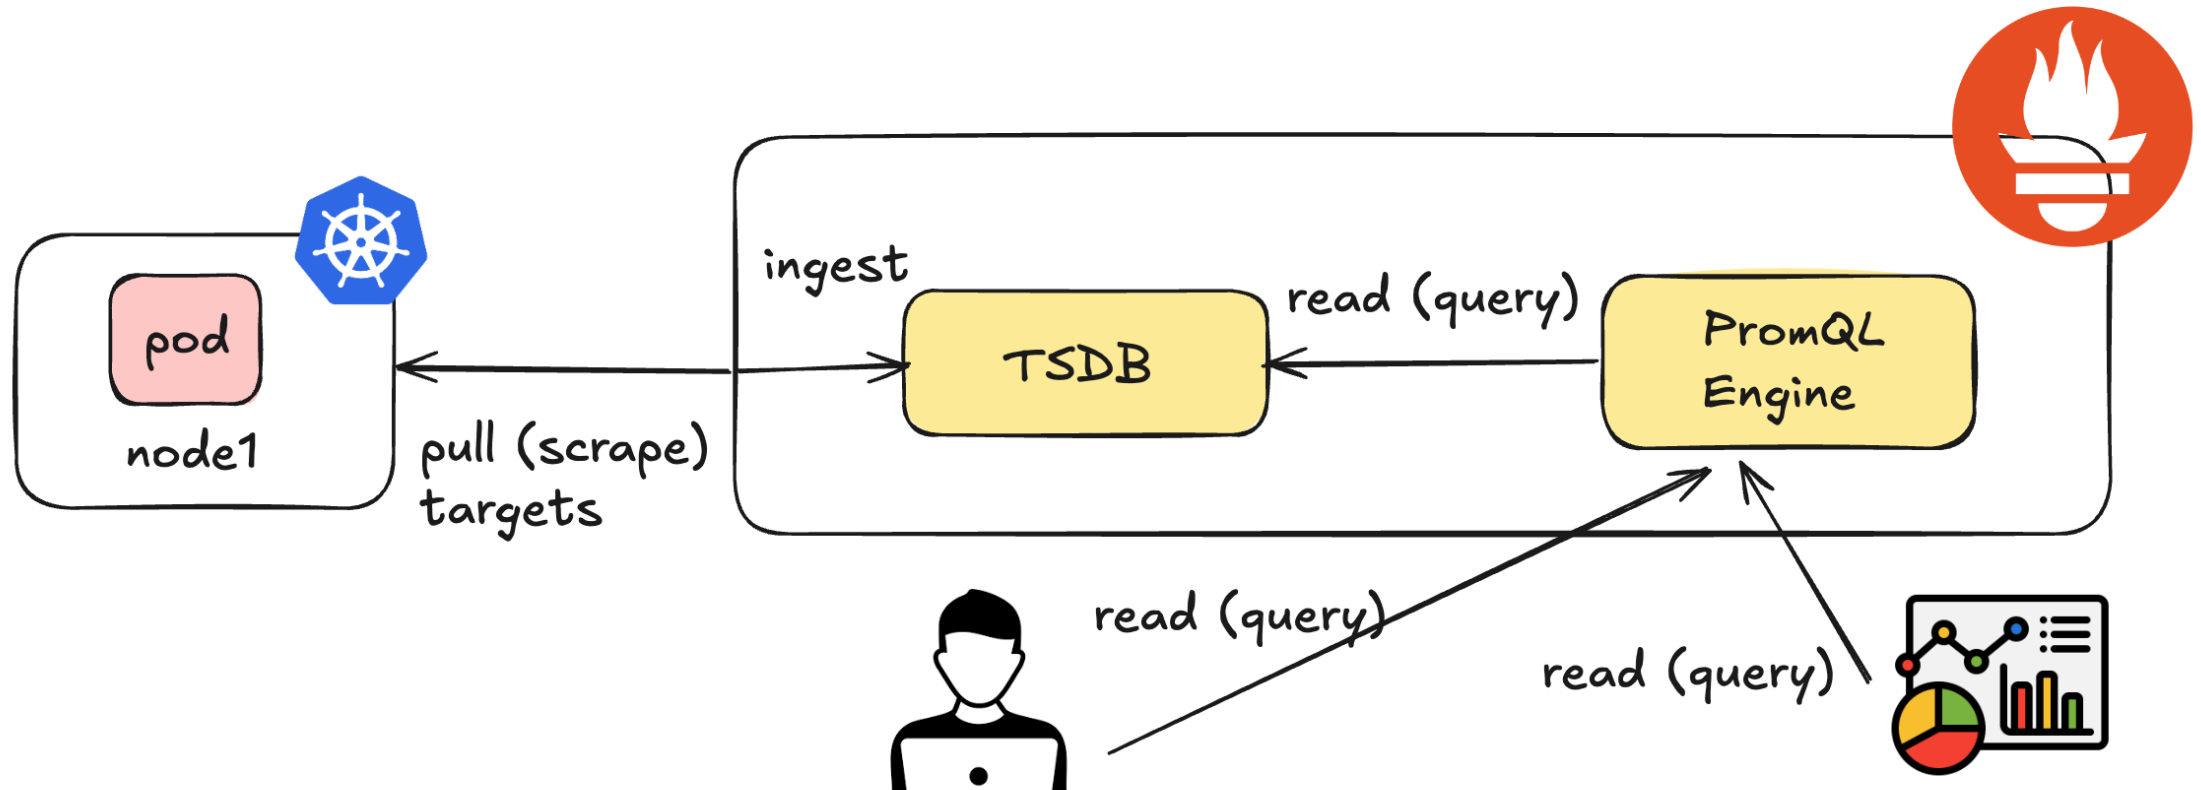 pod
node1
pull (scrape)
targets
ingest
TSDB
read (query)
PromQL
Engine
read (query)
read (query)